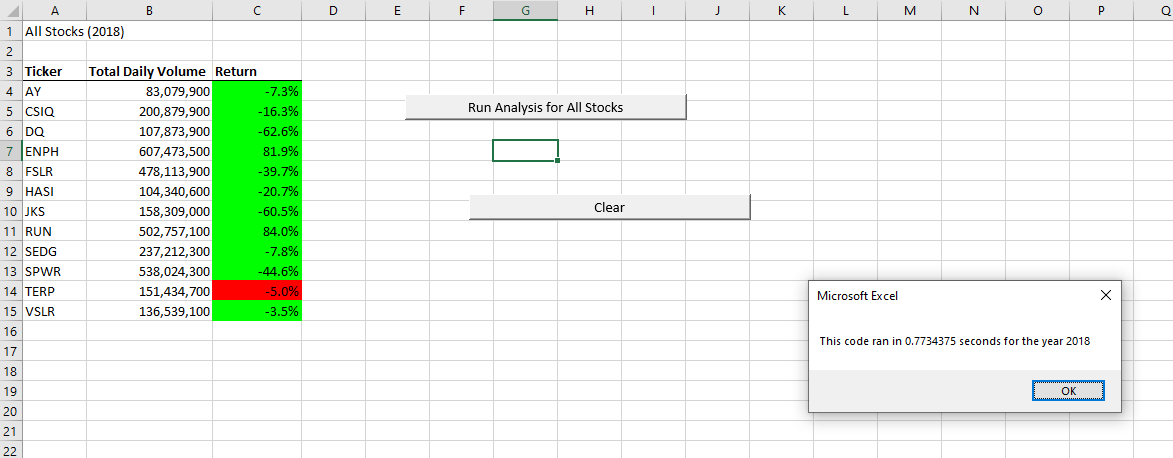 A B C D E F G H I J K L M N O P Q
1 All Stocks (2018)
2
3 Ticker Total Daily Volume Return
4 AY 83,079,900 -7.3%
5 CSIQ 200,879,900 -16.3%
Run Analysis for All Stocks
6 DQ 107,873,900 -62.6%
7 ENPH 607,473,500 81.9%
8 FSLR 478,113,900 -39.7%
9 HASI 104,340,600 -20.7%
10 JKS 158,309,000 -60.5%
Clear
11 RUN 502,757,100 84.0%
12 SEDG 237,212,300 -7.8%
13 SPWR 538,024,300 -44.6%
14 TERP 151,434,700 -5.0%
15 VSLR 136,539,100 -3.5%
16
17
18
19
20
21
22
Microsoft Excel
This code ran in 0.7734375 seconds for the year 2018
OK